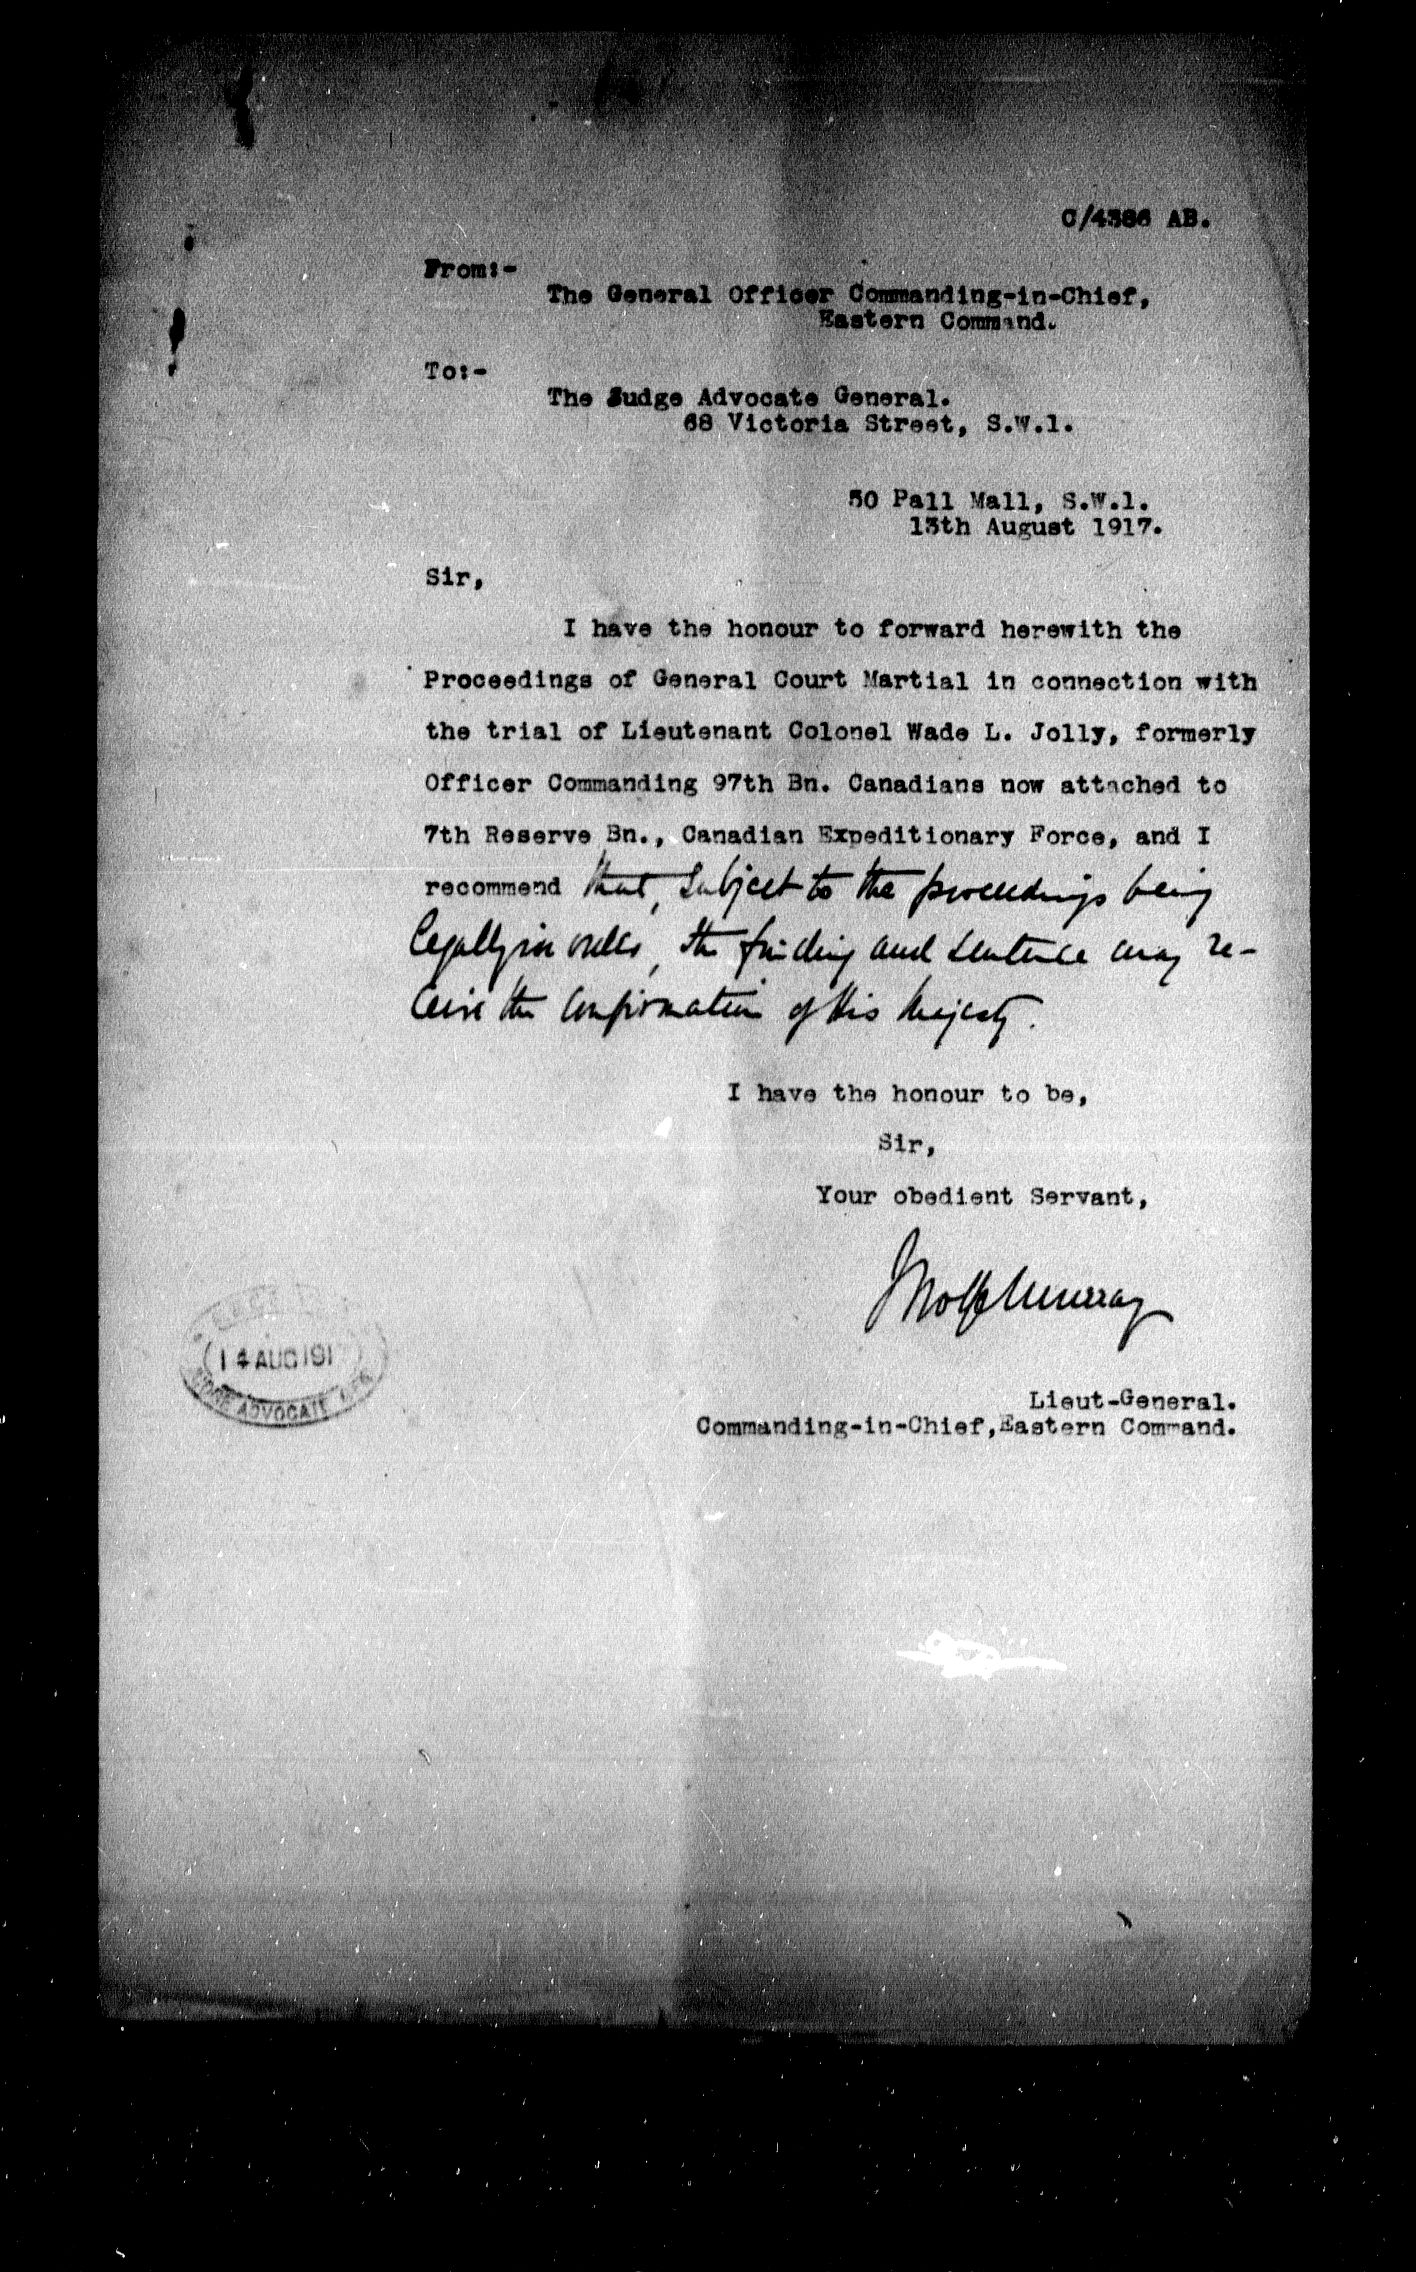 C/4386 AB.
From:-
The General Officer Commanding-in-Chief,
Eastern Command.
To:-
The Judge Advocate General.
68 Victoria Street, S.W.1.
50 Pall Mall, S.W.1.
13th August 1917.
Sir,
I have the honour to forward herewith the
Proceedings of General Court Martial in connection with
the trial of Lieutenant Colonel Wade L. Jolly, formerly
Officer Commanding 97th Bn. Canadians now attached to
7th Reserve Bn., Canadian Expeditionary Force, and I
recommend that, subject to the proceedings being
legally in order, the finding and sentence may re-
ceive the confirmation of His Majesty.
I have the honour to be,
Sir,
Your obedient Servant,
J Wolfe Murray
Lieut-General.
Commanding-in-Chief, Eastern Command.
14 AUG 191
JUDGE ADVOCATE GEN